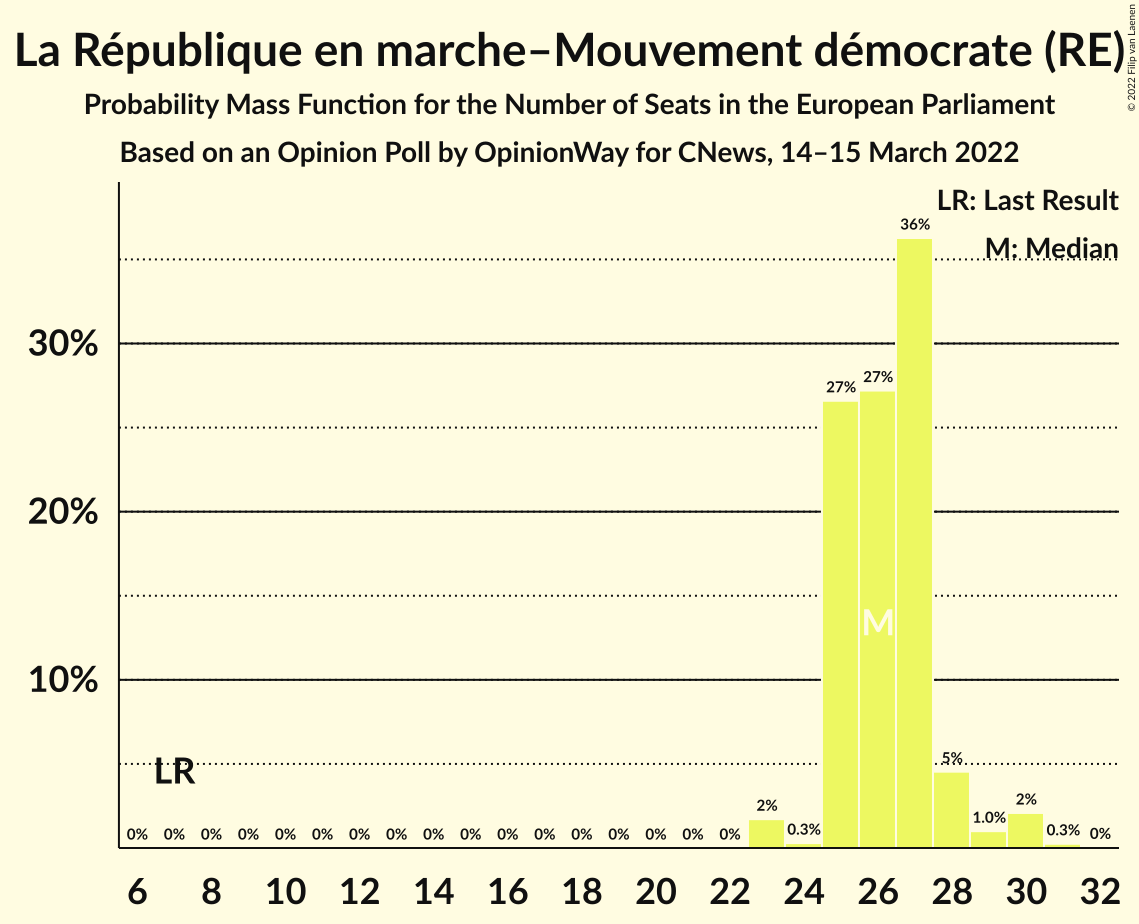 La République en marche–Mouvement démocrate (RE)
Probability Mass Function for the Number of Seats in the European Parliament
Based on an Opinion Poll by OpinionWay for CNews, 14–15 March 2022
© 2022 Filip van Laenen
LR: Last Result
M: Median
36%
30%
27% 27%
20%
M
10%
LR
5%
2% 0.3% 1.0% 2% 0.3%
0% 0% 0% 0% 0% 0% 0% 0% 0% 0% 0% 0% 0% 0% 0% 0% 0% 0%
6 8 10 12 14 16 18 20 22 24 26 28 30 32